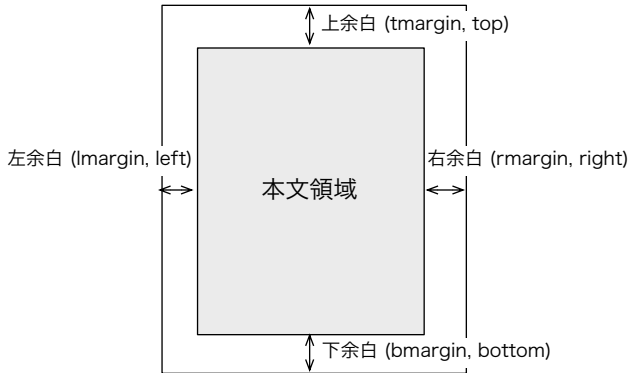 上余白 (tmargin, top)
左余白 (lmargin, left)
右余白 (rmargin, right)
本文領域
下余白 (bmargin, bottom)